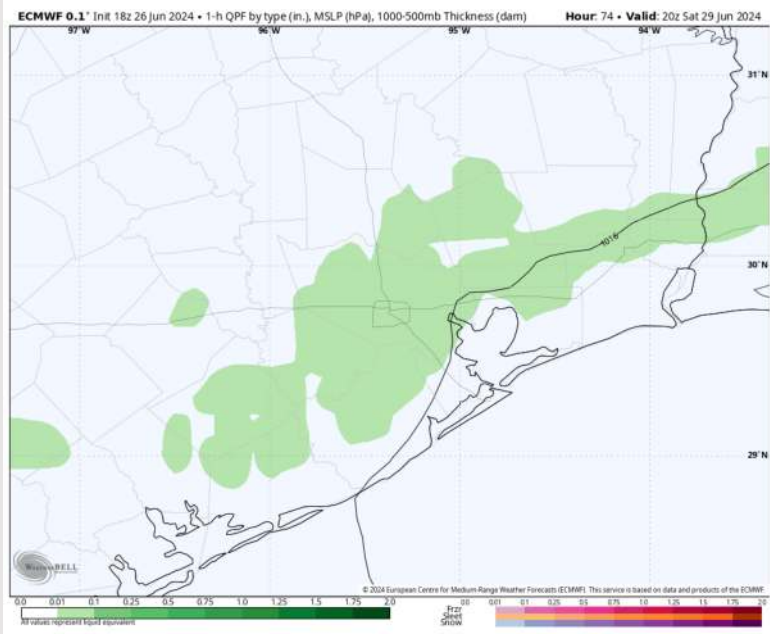 ECMWF 0.1° Init 18z 26 Jun 2024 • 1-h QPF by type (in.), MSLP (hPa), 1000-500mb Thickness (dam) Hour: 74 • Valid: 20z Sat 29 Jun 2024
97°W 96°W 95°W 94°W
31°N
1016
30°N
29°N
WeatherBELL
© 2024 European Centre for Medium-Range Weather Forecasts (ECMWF). This service is based on data and products of the ECMWF
0.0 0.01 0.1 0.25 0.5 0.75 1.0 1.25 1.5 1.75 2.0 0.0 0.01 0.1 0.25 0.5 0.75 1.0 1.25 1.5 1.75 2.0
Frzr
Sleet
Snow
All values represent liquid equivalent